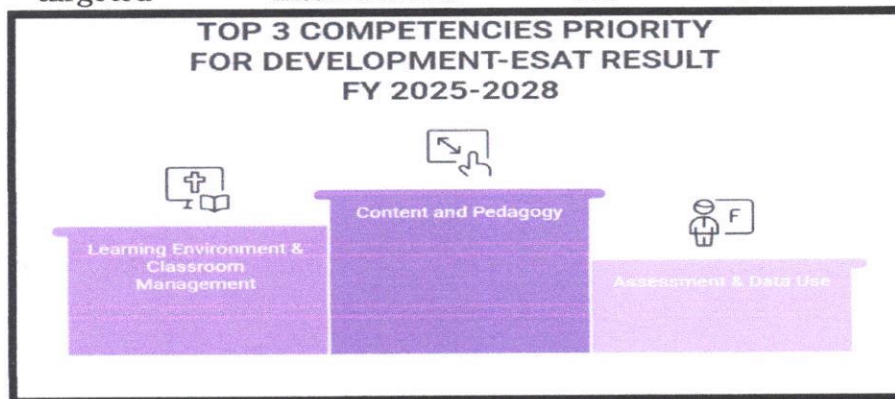 TOP 3 COMPETENCIES PRIORITY
FOR DEVELOPMENT-ESAT RESULT
FY 2025-2028
Content and Pedagogy
Learning Environment &
Classroom
Management
F
Assessment & Data Use